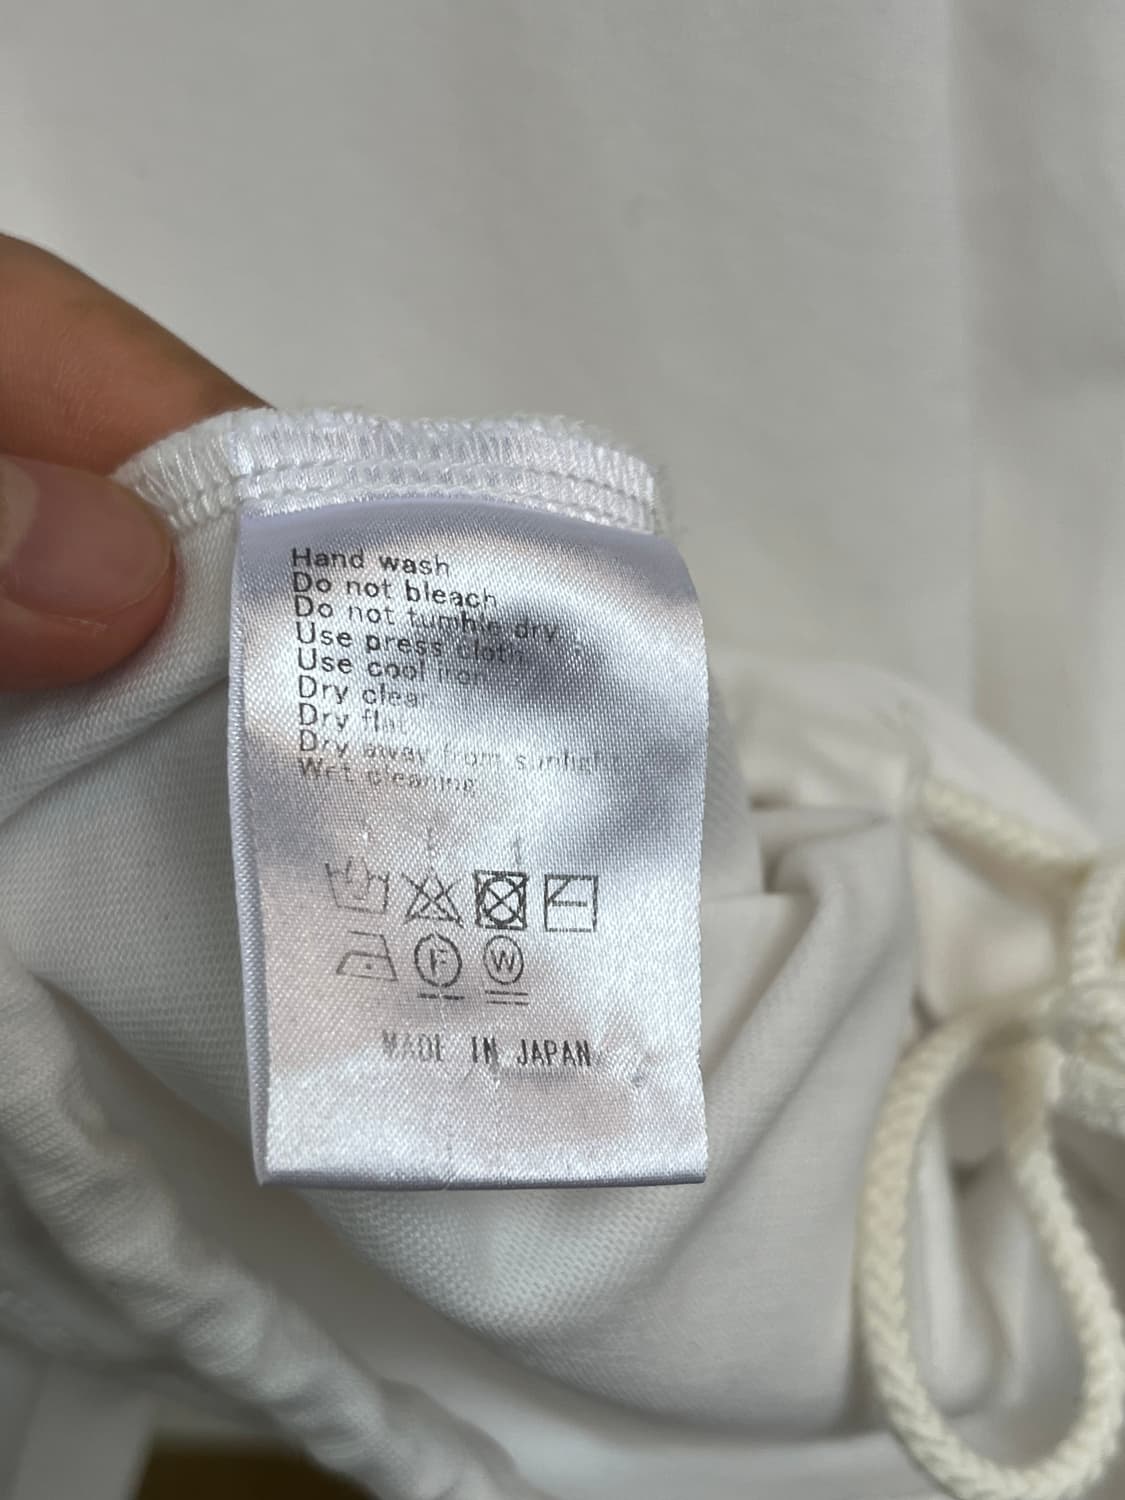 Hand wash
Do not bleach
Do not tumble dry
Use press cloth
Use cool iron
Dry clean
Dry flat
Dry away from sunlight
Wet cleaning
F W
MADE IN JAPAN